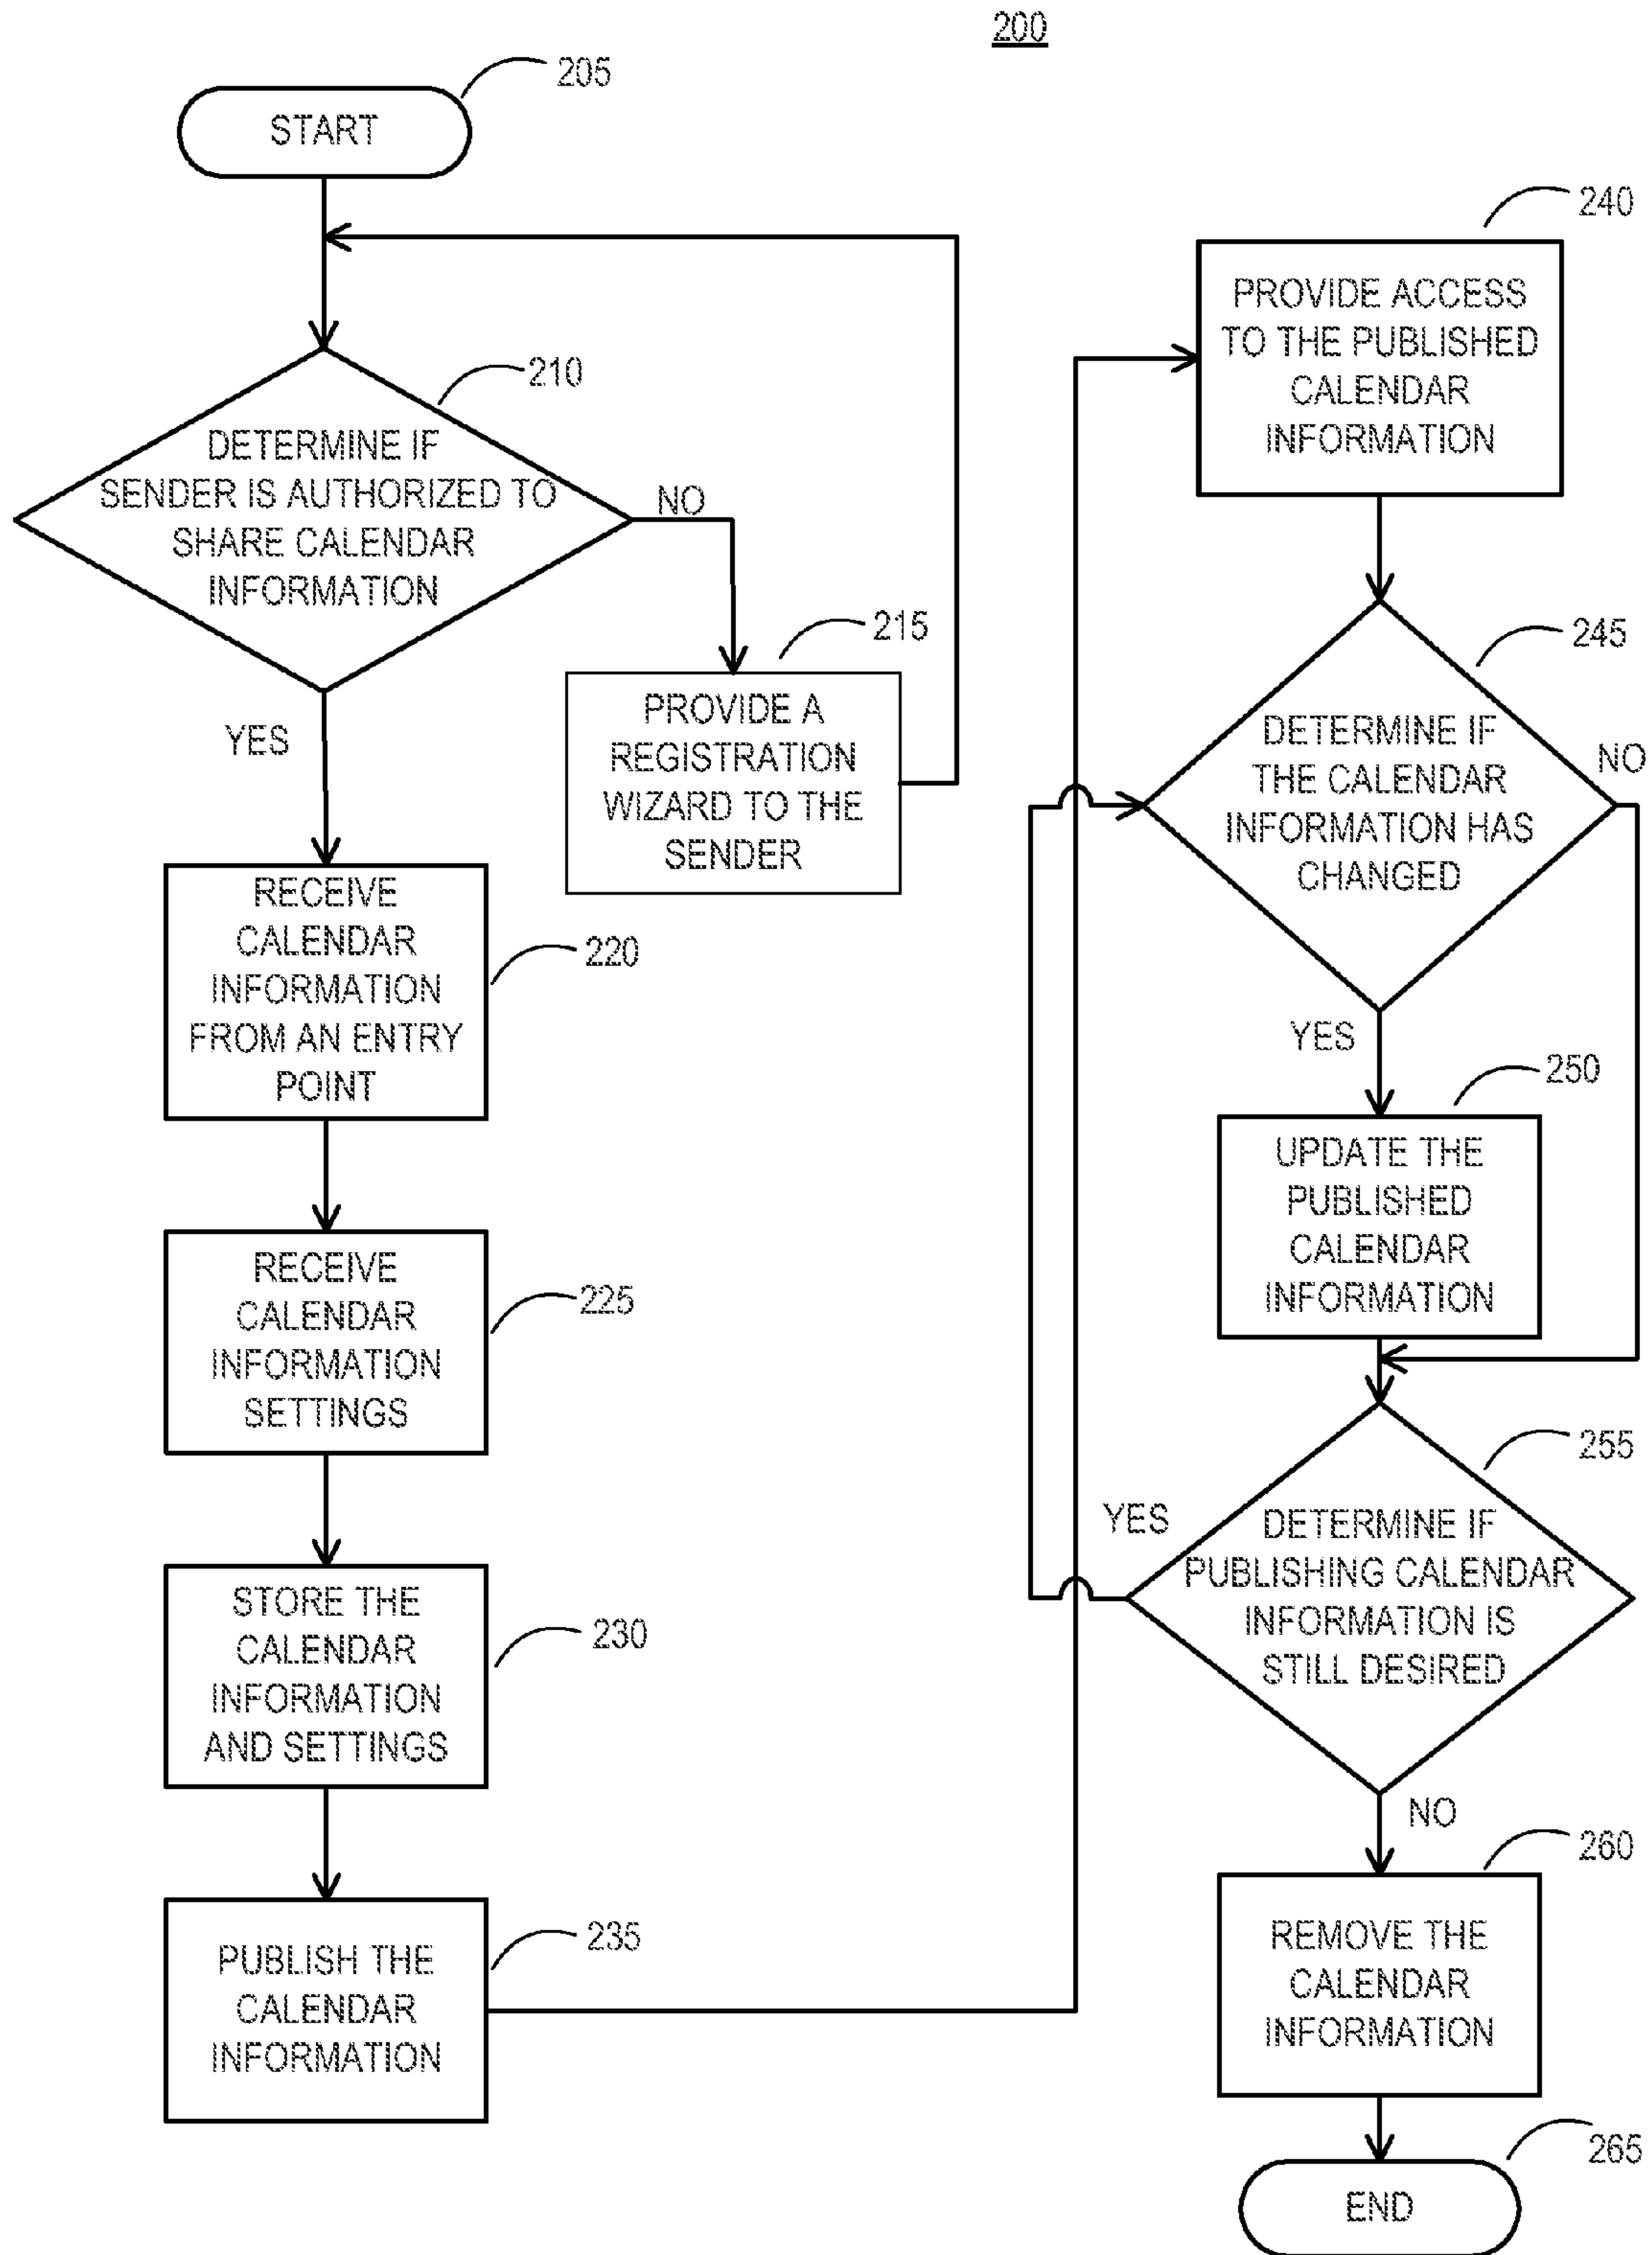 200
205
START
210
DETERMINE IF
SENDER IS AUTHORIZED TO
SHARE CALENDAR
INFORMATION
NO
YES
215
PROVIDE A
REGISTRATION
WIZARD TO THE
SENDER
RECEIVE
CALENDAR
INFORMATION
FROM AN ENTRY
POINT
220
RECEIVE
CALENDAR
INFORMATION
SETTINGS
225
STORE THE
CALENDAR
INFORMATION
AND SETTINGS
230
PUBLISH THE
CALENDAR
INFORMATION
235
240
PROVIDE ACCESS
TO THE PUBLISHED
CALENDAR
INFORMATION
245
DETERMINE IF
THE CALENDAR
INFORMATION HAS
CHANGED
NO
YES
250
UPDATE THE
PUBLISHED
CALENDAR
INFORMATION
255
YES
DETERMINE IF
PUBLISHING CALENDAR
INFORMATION IS
STILL DESIRED
NO
260
REMOVE THE
CALENDAR
INFORMATION
265
END